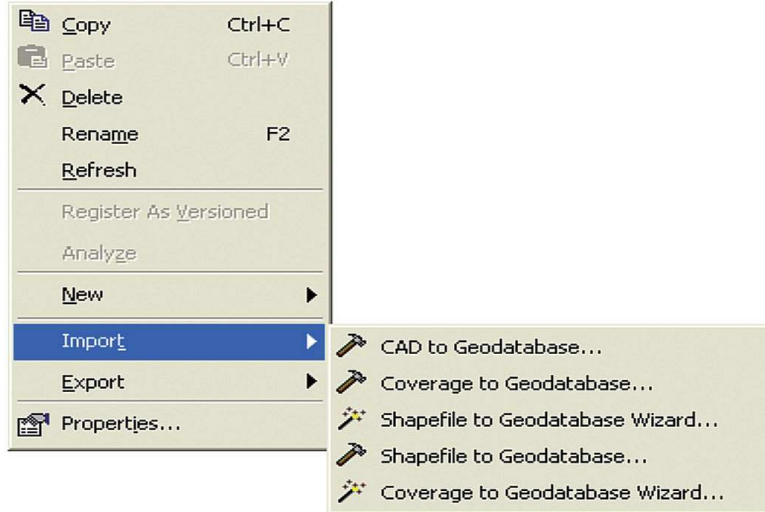 Copy Ctrl+C
Paste Ctrl+V
Delete
Rename F2
Refresh
Register As Versioned
Analyze
New
Import
Export
Properties...
CAD to Geodatabase...
Coverage to Geodatabase...
Shapefile to Geodatabase Wizard...
Shapefile to Geodatabase...
Coverage to Geodatabase Wizard...